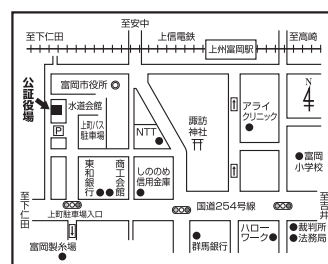 至安中
至下仁田
上信電鉄
至高崎
上州富岡駅
公証役場
富岡市役所
水道会館
P
上町バス
駐車場
NTT
諏訪
神社
アライ
クリニック
N
4
東和銀行
商工会館
しののめ
信用金庫
富岡
小学校
至下仁田
上町駐車場入口
国道254号線
至吉井
富岡製糸場
群馬銀行
ハロー
ワーク
裁判所
法務局